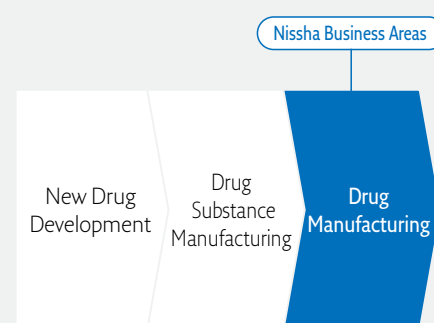 Nissha Business Areas
New Drug
Development
Drug
Substance
Manufacturing
Drug
Manufacturing